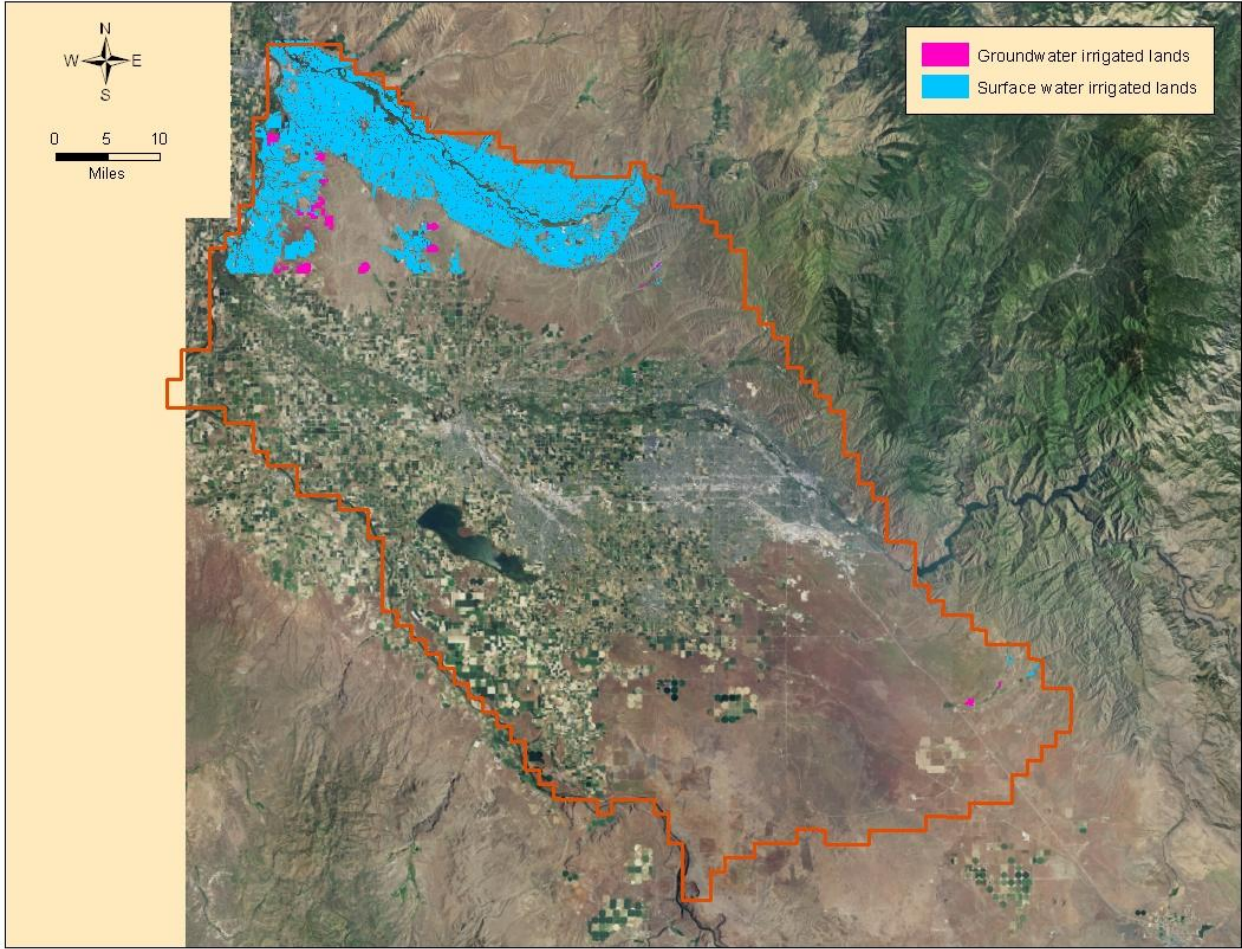 N
W E
S
0 5 10
Miles
Groundwater irrigated lands
Surface water irrigated lands